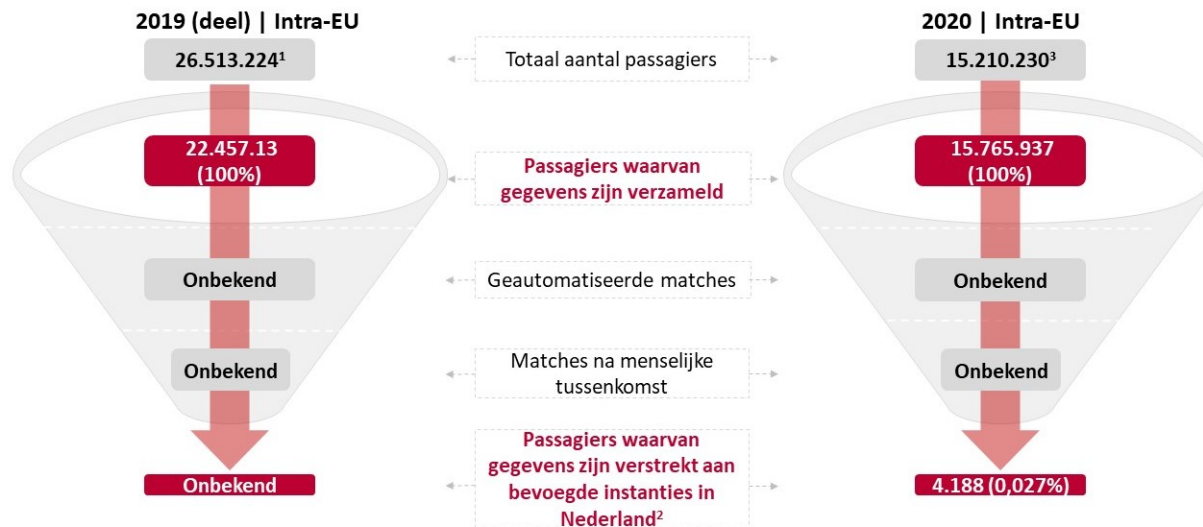 2019 (deel) | Intra-EU
2020 | Intra-EU
26.513.224¹
Totaal aantal passagiers
15.210.230³
22.457.13
(100%)
Passagiers waarvan
gegevens zijn verzameld
15.765.937
(100%)
Onbekend
Geautomatiseerde matches
Onbekend
Onbekend
Matches na menselijke
tussenkomst
Onbekend
Onbekend
Passagiers waarvan
gegevens zijn verstrekt aan
bevoegde instanties in
Nederland²
4.188 (0,027%)